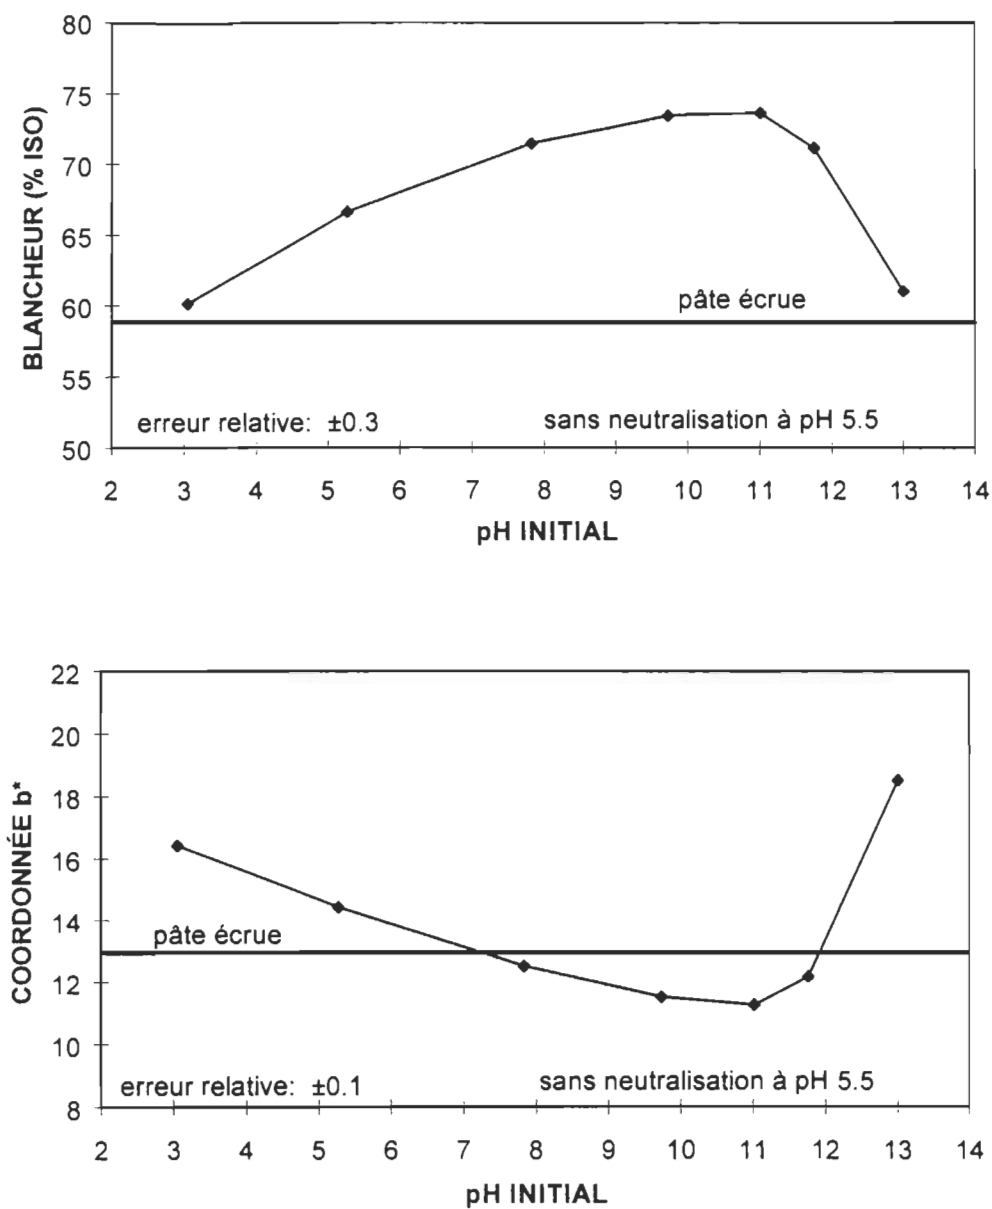 80
75
70
65
60
55
50
BLANCHEUR (% ISO)
pâte écrue
erreur relative: ±0.3
sans neutralisation à pH 5.5
2 3 4 5 6 7 8 9 10 11 12 13 14
pH INITIAL
22
20
18
16
14
12
10
8
COORDONNÉE b*
pâte écrue
erreur relative: ±0.1
sans neutralisation à pH 5.5
2 3 4 5 6 7 8 9 10 11 12 13 14
pH INITIAL